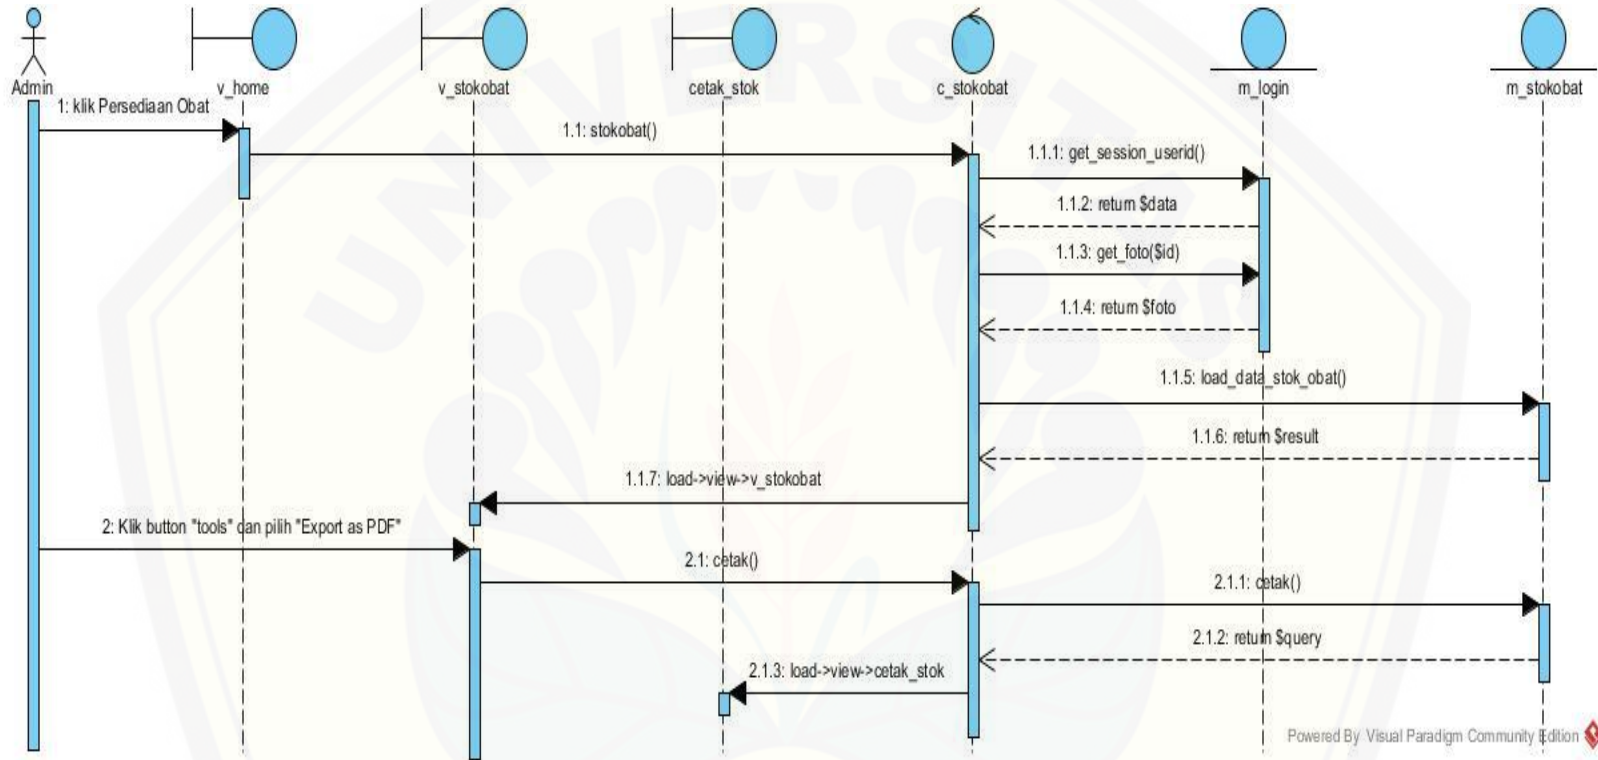 Admin
v_home
v_stokobat
cetak_stok
c_stokobat
m_login
m_stokobat
1: klik Persediaan Obat
1.1: stokobat()
1.1.1: get_session_userid()
1.1.2: return $data
1.1.3: get_foto($id)
1.1.4: return $foto
1.1.5: load_data_stok_obat()
1.1.6: return $result
1.1.7: load->view->v_stokobat
2: Klik button "tools" dan pilih "Export as PDF"
2.1: cetak()
2.1.1: cetak()
2.1.2: return $query
2.1.3: load->view->cetak_stok
Powered By Visual Paradigm Community Edition
UNIVERSITAS